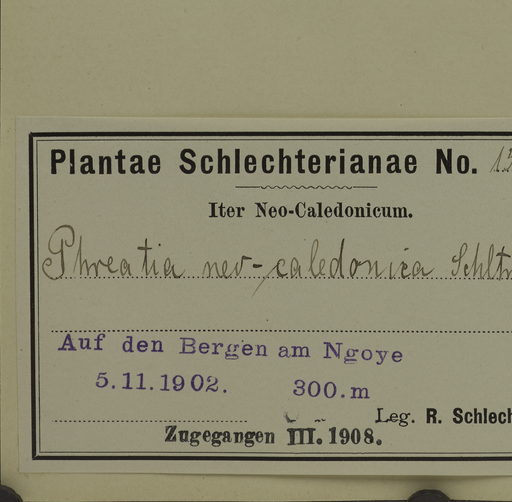 Plantae Schlechterianae No.
Iter Neo-Caledonicum.
Phreatia neo-caledonica Schltr
Auf den Bergen am Ngoye
5.11.1902. 300.m
Leg. R. Schlech
Zugegangen III. 1908.